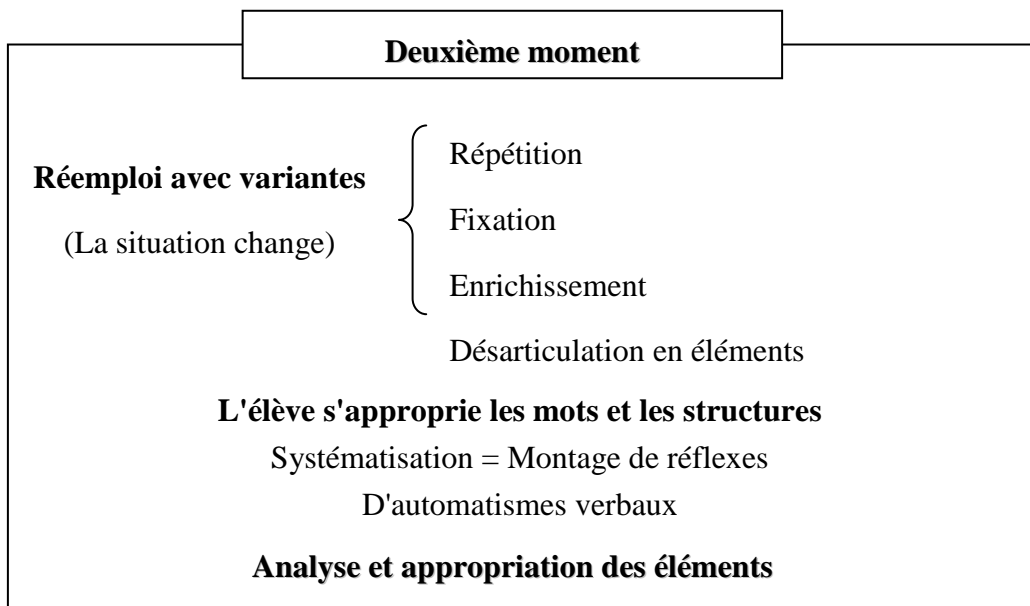 Deuxième moment
Répétition
Réemploi avec variantes
Fixation
(La situation change)
Enrichissement
Désarticulation en éléments
L'élève s'approprie les mots et les structures
Systématisation = Montage de réflexes
D'automatismes verbaux
Analyse et appropriation des éléments